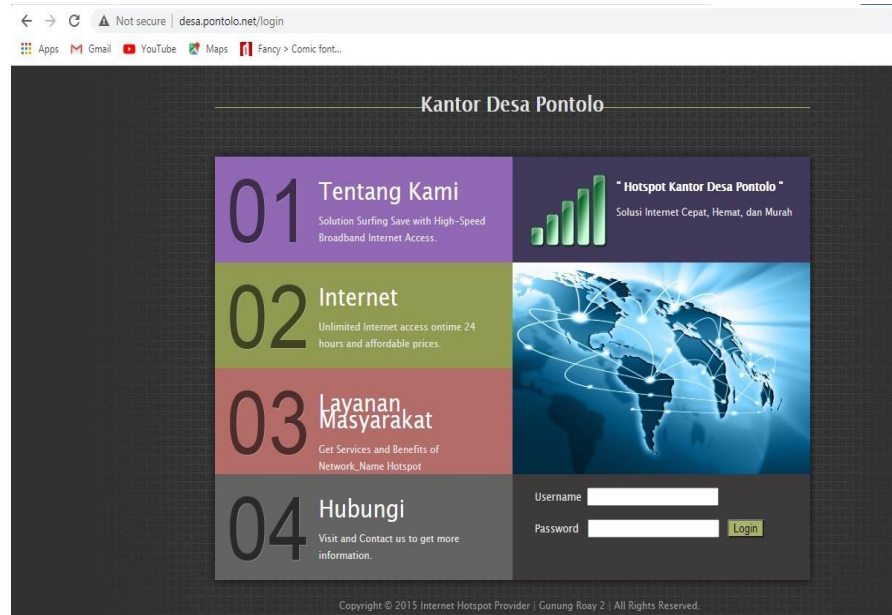 Not secure | desa.pontolo.net/login
Apps Gmail YouTube Maps Fancy > Comic font...
Kantor Desa Pontolo
01
Tentang Kami
Solution Surfing Save with High-Speed
Broadband Internet Access.
" Hotspot Kantor Desa Pontolo "
Solusi Internet Cepat, Hemat, dan Murah
02
Internet
Unlimited Internet access ontime 24
hours and affordable prices.
03
Layanan
Masyarakat
Get Services and Benefits of
Network_Name Hotspot
04
Hubungi
Visit and Contact us to get more
information.
Username
Password Login
Copyright © 2015 Internet Hotspot Provider | Gunung Roay 2 | All Rights Reserved.